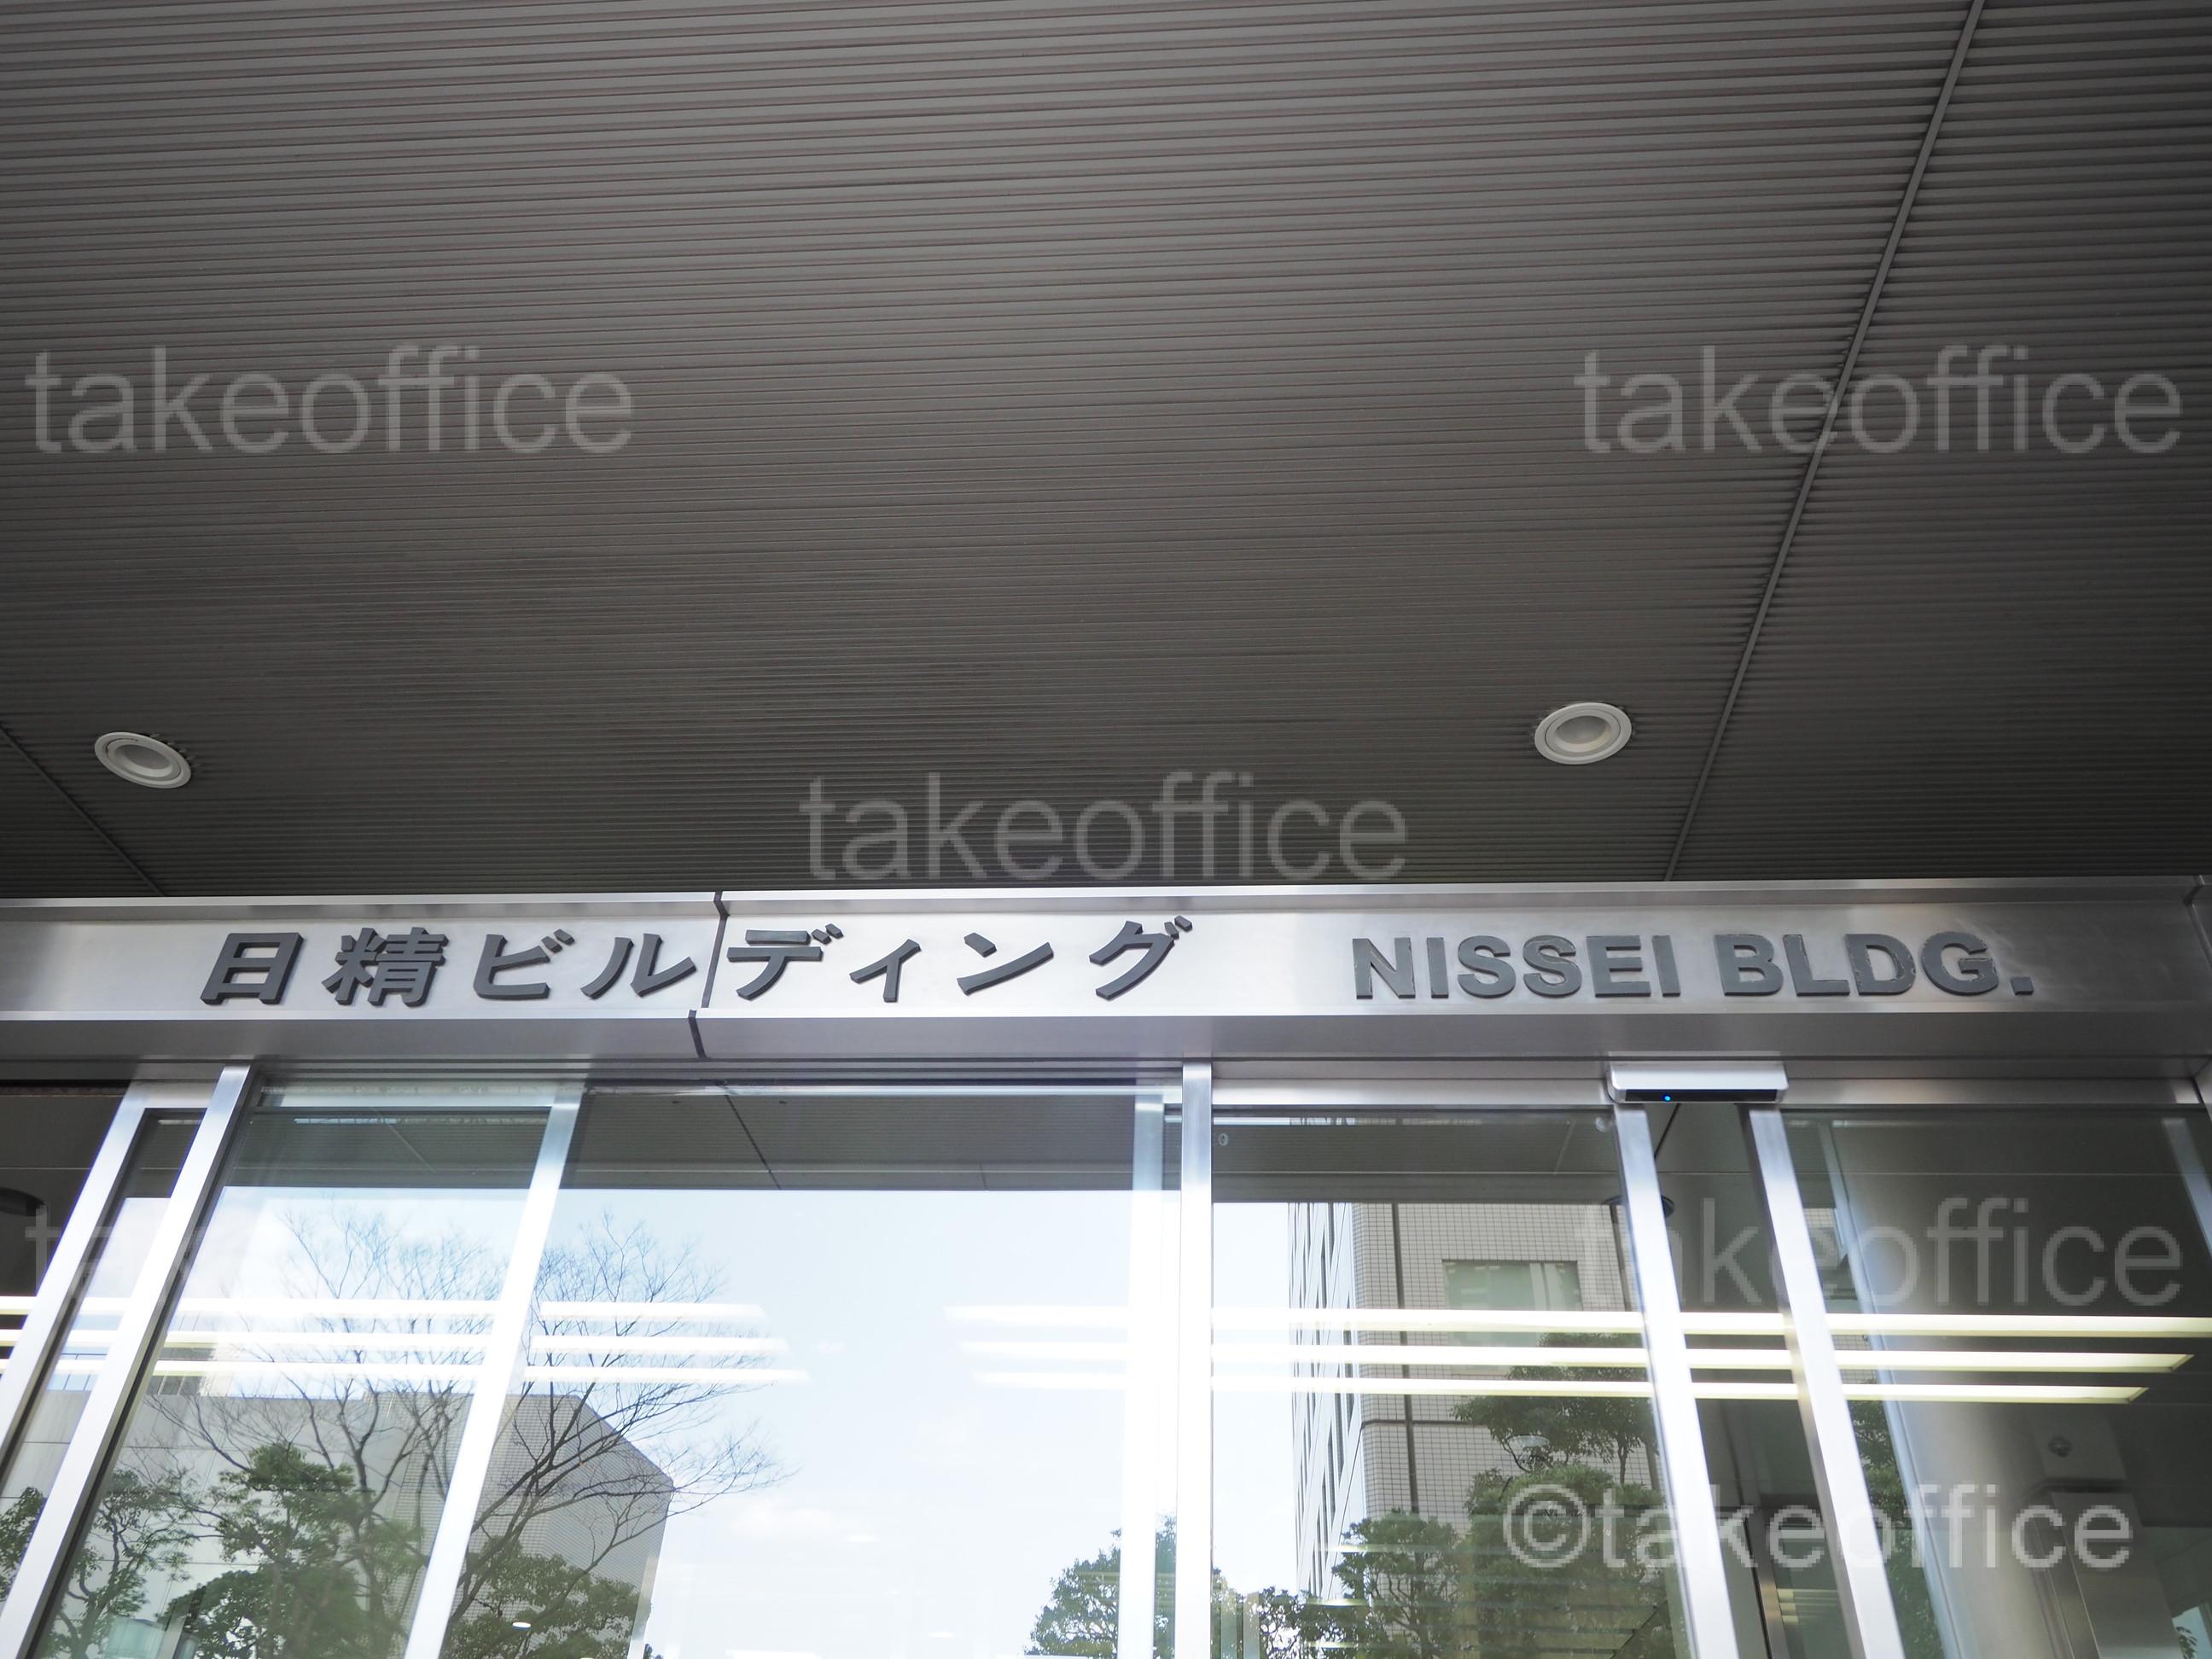 takeoffice takeoffice
takeoffice
日精ビルディング NISSEI BLDG.
takeoffice
©takeoffice